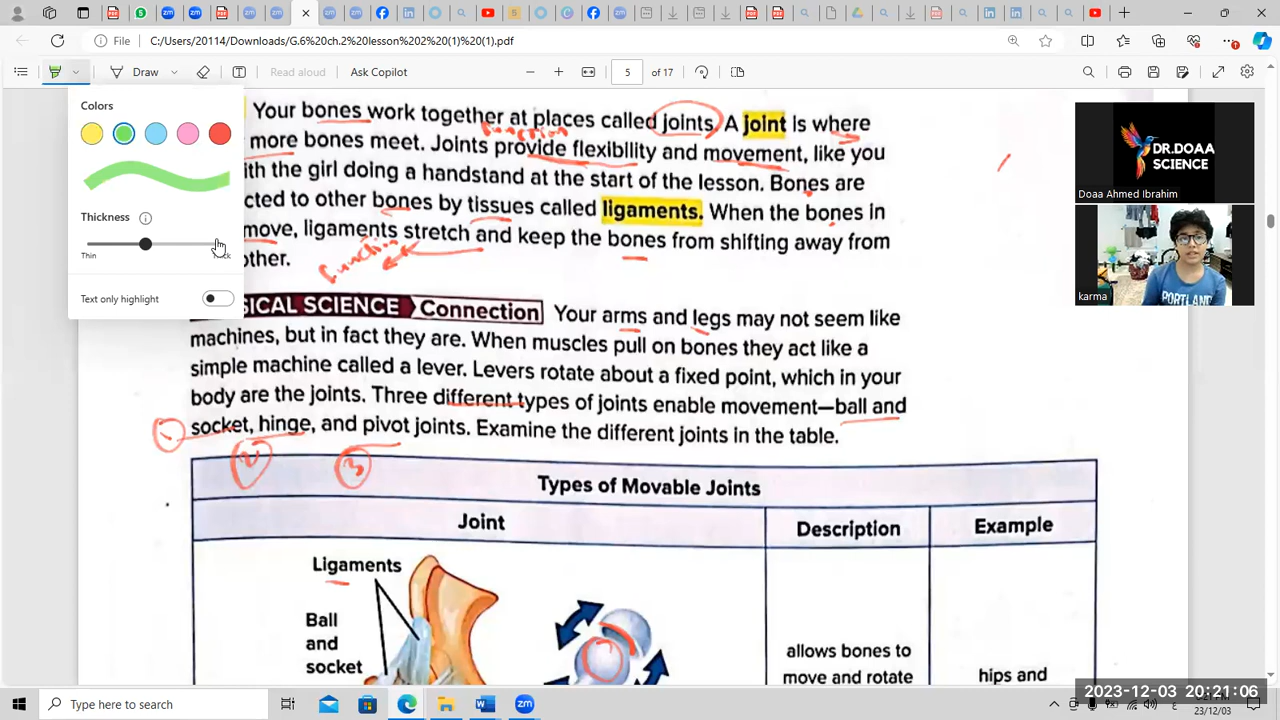 File C:/Users/20114/Downloads/G.6%20ch.2%20lesson%202%20(1)%20(1).pdf
Draw Read aloud Ask Copilot 5 of 17
Colors
Thickness
Thin
Text only highlight
Your bones work together at places called joints. A joint is where
function
more bones meet. Joints provide flexibility and movement, like you
ith the girl doing a handstand at the start of the lesson. Bones are
cted to other bones by tissues called ligaments. When the bones in
move, ligaments stretch and keep the bones from shifting away from
function
other.
ICAL SCIENCE Connection Your arms and legs may not seem like
machines, but in fact they are. When muscles pull on bones they act like a
simple machine called a lever. Levers rotate about a fixed point, which in your
body are the joints. Three different types of joints enable movement—ball and
socket, hinge, and pivot joints. Examine the different joints in the table.
1
2 3
Types of Movable Joints
Joint Description Example
Ligaments
Ball
and
socket
allows bones to
move and rotate
hips and
DR.DOAA
SCIENCE
Doaa Ahmed Ibrahim
PORTLAND
karma
Type here to search
2023-12-03 20:21:06
23/12/03